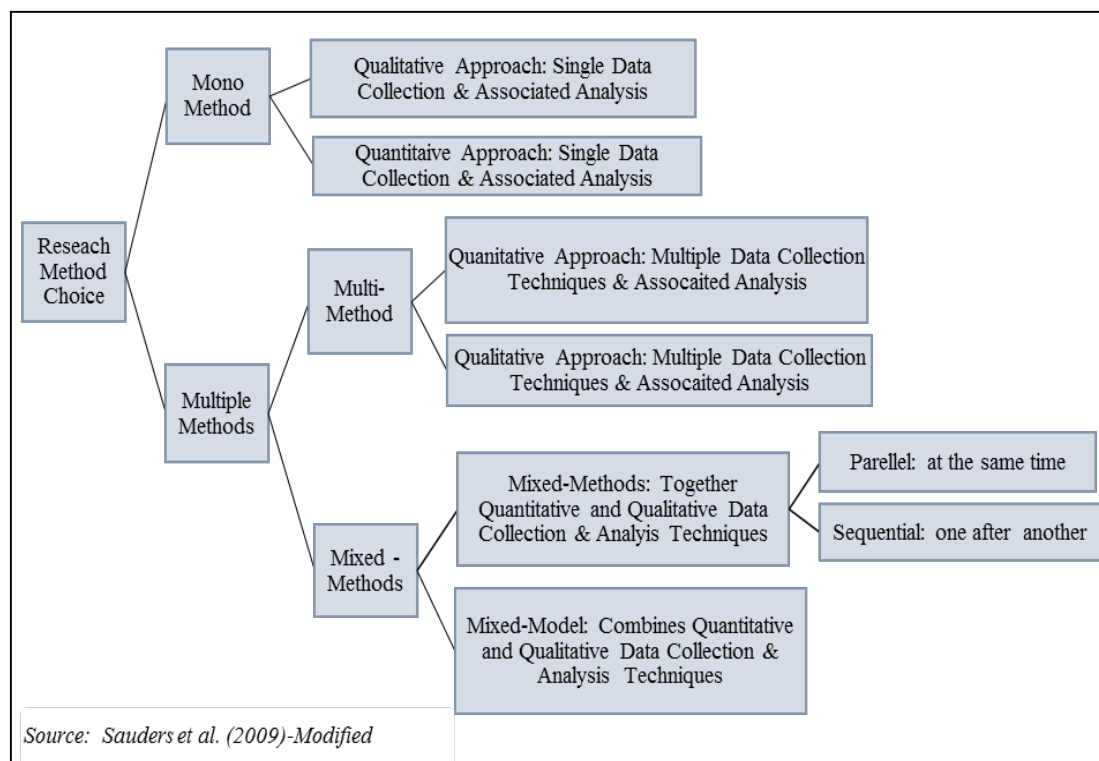 Qualitative Approach: Single Data
Collection & Associated Analysis
Mono
Method
Quantitaive Approach: Single Data
Collection & Associated Analysis
Reseach
Method
Choice
Quanitative Approach: Multiple Data Collection
Techniques & Assocaited Analysis
Multi-
Method
Qualitative Approach: Multiple Data Collection
Techniques & Assocaited Analysis
Multiple
Methods
Parellel: at the same time
Mixed-Methods: Together
Quantitative and Qualitative Data
Collection & Analyis Techniques
Sequential: one after another
Mixed -
Methods
Mixed-Model: Combines Quantitative
and Qualitative Data Collection &
Analysis Techniques
Source: Sauders et al. (2009)-Modified